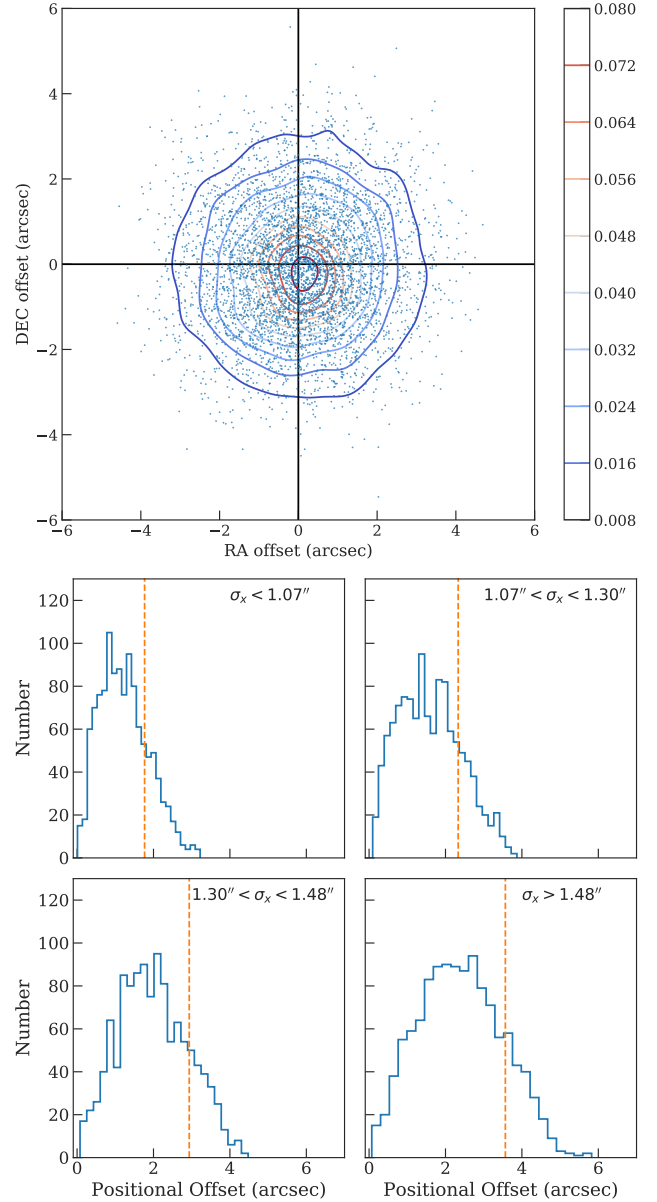 6
4
2
0
−2
−4
−6
DEC offset (arcsec)
−6 −4 −2 0 2 4 6
RA offset (arcsec)
0.080
0.072
0.064
0.056
0.048
0.040
0.032
0.024
0.016
0.008
σx < 1.07″
120
100
80
60
40
20
0
Number
1.07″ < σx < 1.30″
1.30″ < σx < 1.48″
120
100
80
60
40
20
0
Number
0 2 4 6
Positional Offset (arcsec)
σx > 1.48″
0 2 4 6
Positional Offset (arcsec)